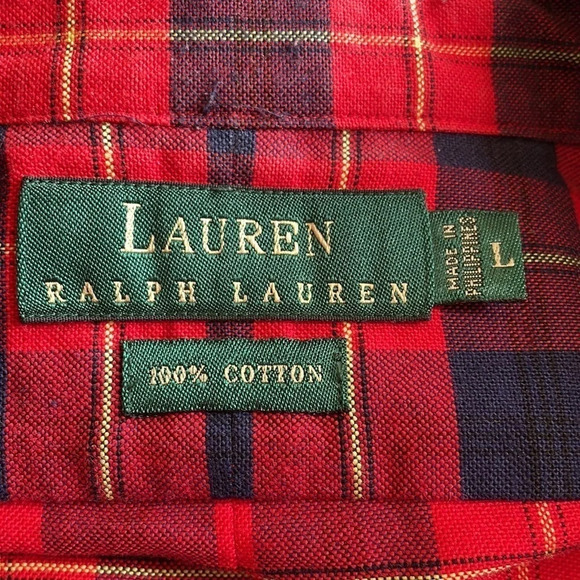 LAUREN
RALPH LAUREN
100% COTTON
MADE IN
PHILIPPINES
L